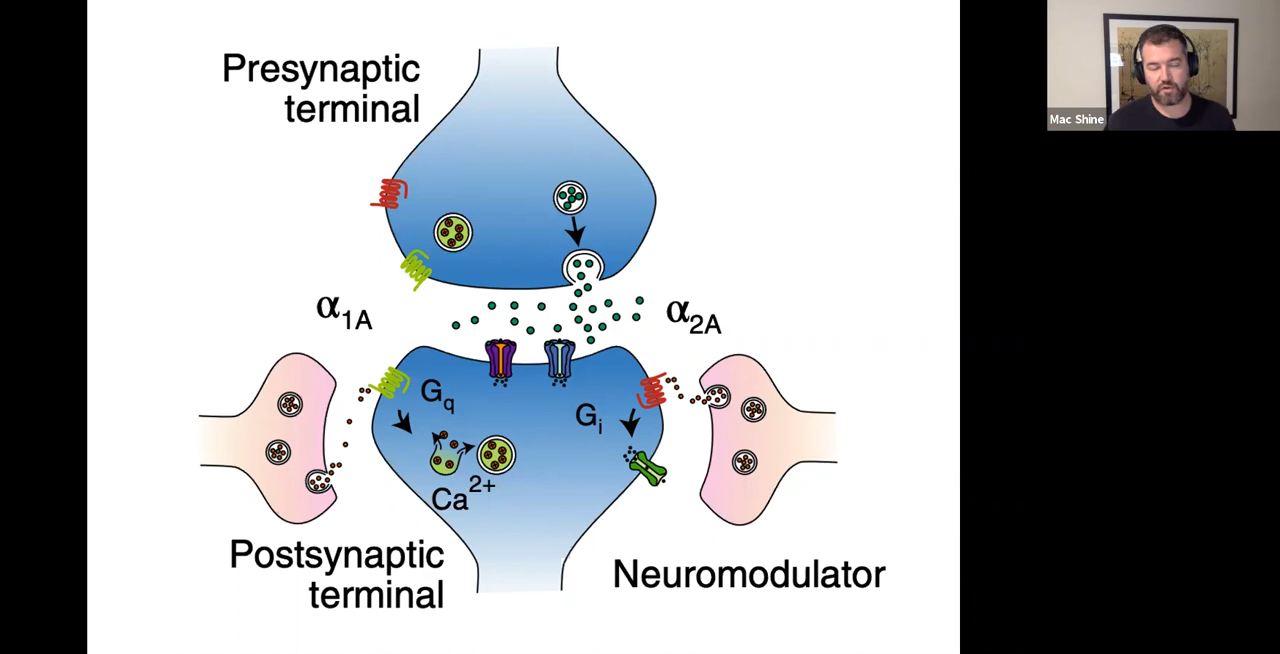 Presynaptic
terminal
Mac Shine
α1A
α2A
Gq
Gi
Ca2+
Postsynaptic
terminal
Neuromodulator